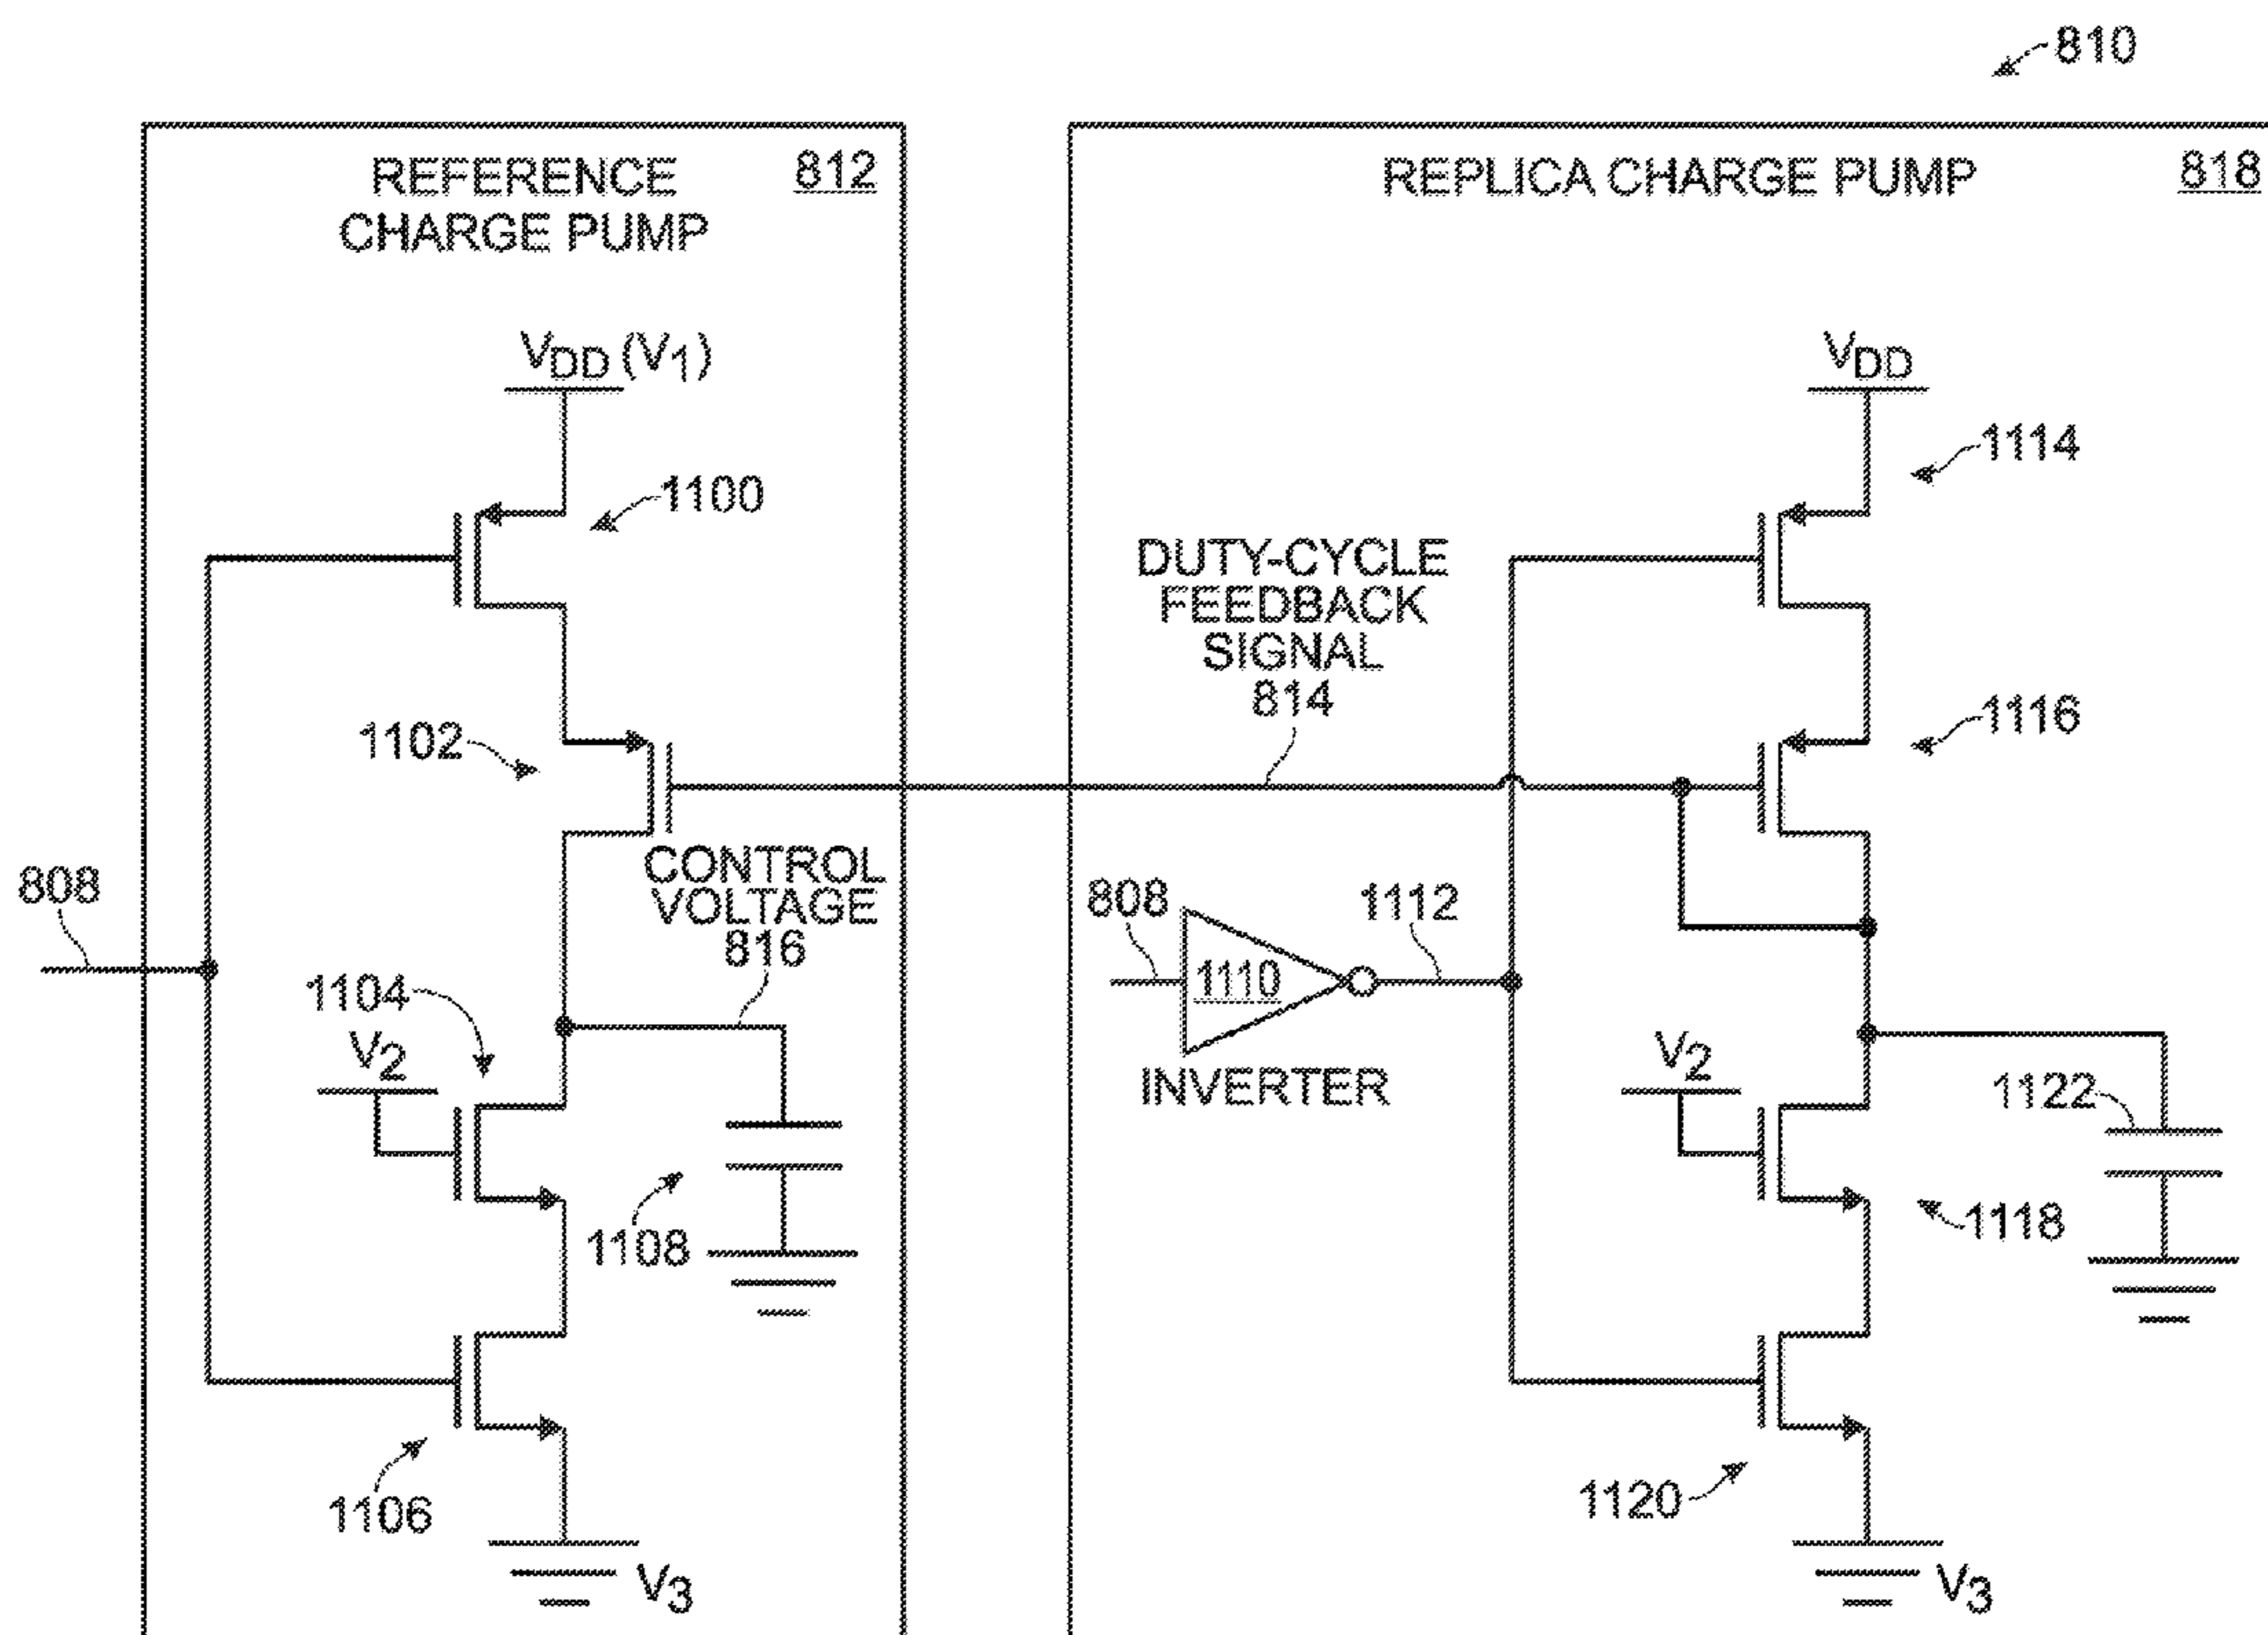 810
REFERENCE
CHARGE PUMP
812
VDD (V1)
1100
1102
808
CONTROL
VOLTAGE
816
1104
V2
1108
1106
V3
REPLICA CHARGE PUMP
818
VDD
1114
DUTY-CYCLE
FEEDBACK
SIGNAL
814
1116
808
1110
1112
INVERTER
V2
1122
1118
1120
V3